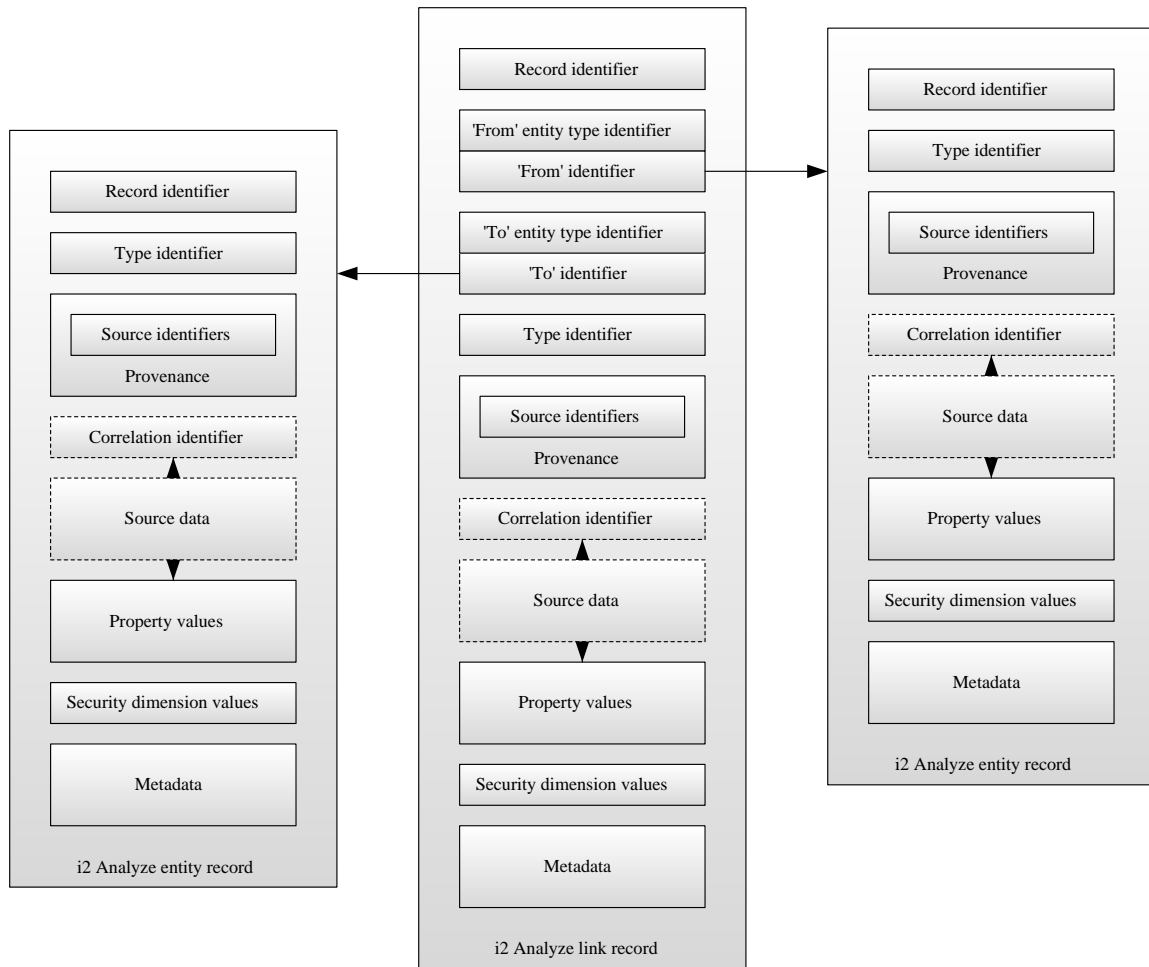 Record identifier
Type identifier
Source identifiers
Provenance
Correlation identifier
Source data
Property values
Security dimension values
Metadata
i2 Analyze entity record
Record identifier
'From' entity type identifier
'From' identifier
'To' entity type identifier
'To' identifier
Type identifier
Source identifiers
Provenance
Correlation identifier
Source data
Property values
Security dimension values
Metadata
i2 Analyze link record
Record identifier
Type identifier
Source identifiers
Provenance
Correlation identifier
Source data
Property values
Security dimension values
Metadata
i2 Analyze entity record